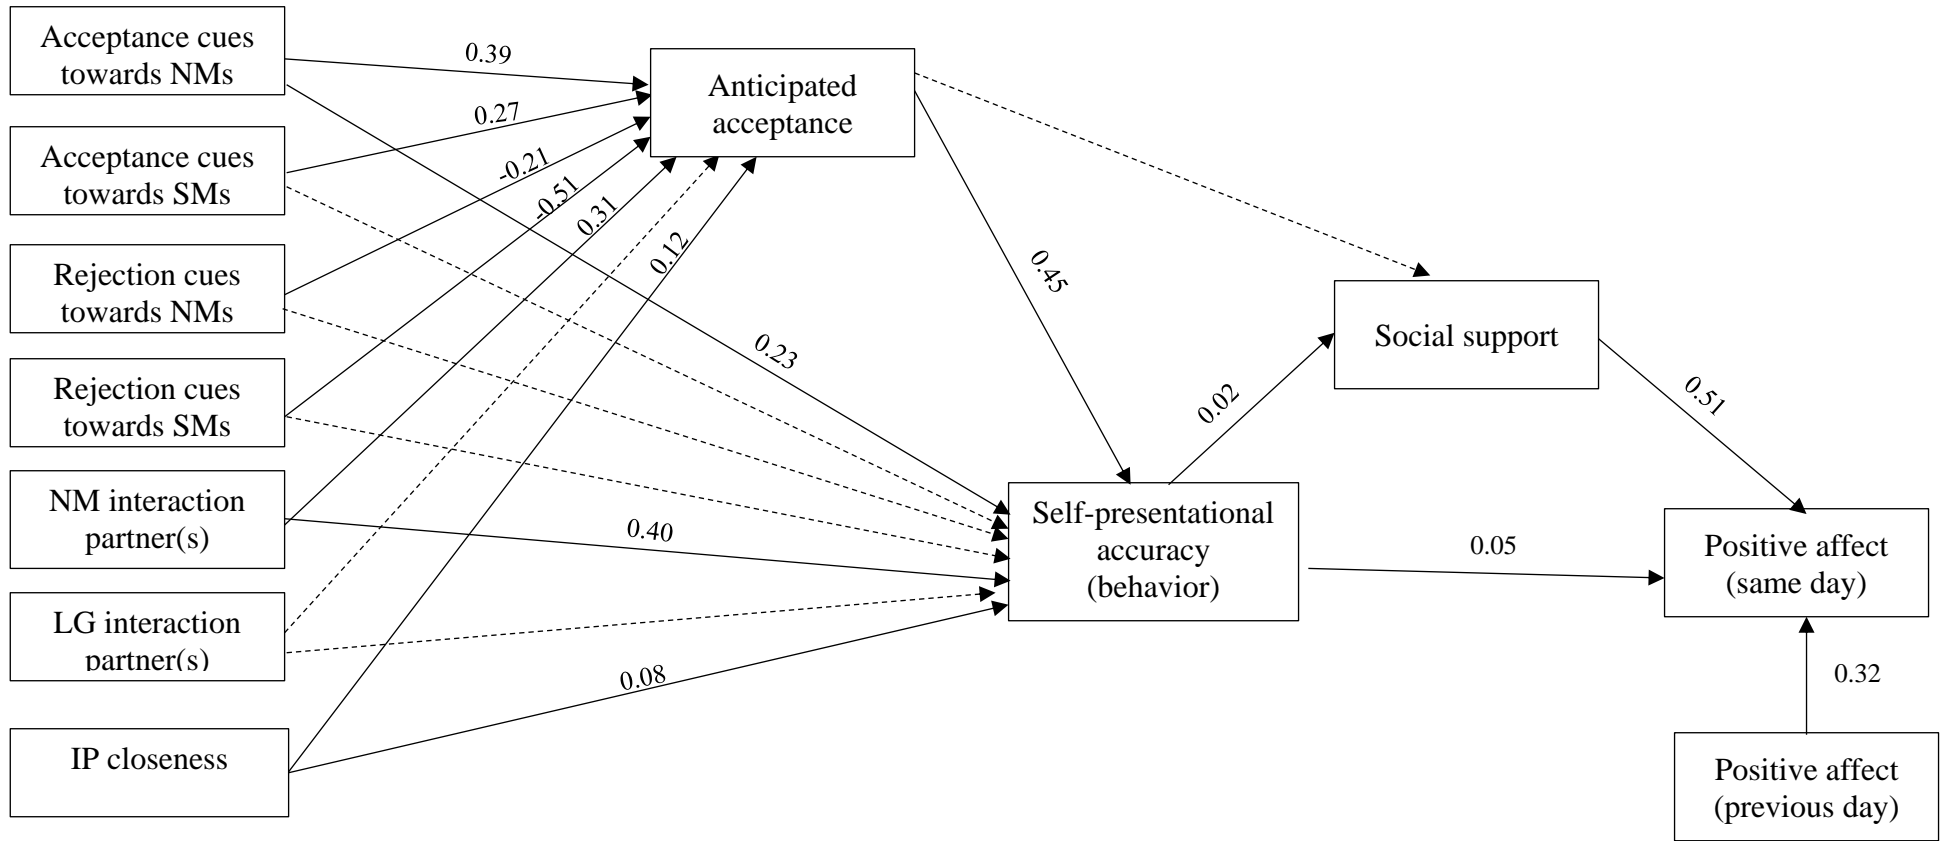 Acceptance cues
towards NMs
Acceptance cues
towards SMs
Rejection cues
towards NMs
Rejection cues
towards SMs
NM interaction
partner(s)
LG interaction
partner(s)
IP closeness
0.39
0.27
-0.21
-0.51
0.31
0.12
0.23
0.40
0.08
Anticipated
acceptance
0.45
Self-presentational
accuracy
(behavior)
0.02
Social support
0.51
0.05
Positive affect
(same day)
0.32
Positive affect
(previous day)